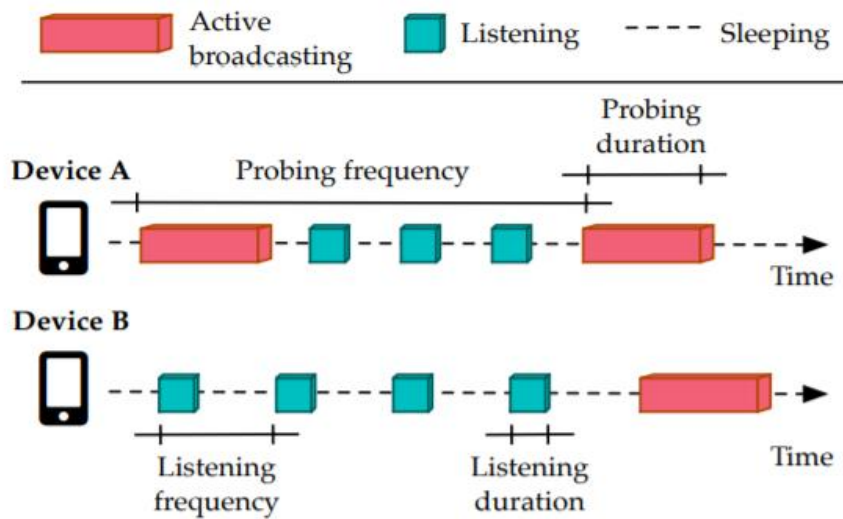 Active
broadcasting
Listening
Sleeping
Probing
duration
Device A
Probing frequency
Time
Device B
Listening
frequency
Listening
duration
Time